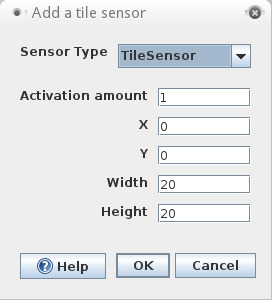 Add a tile sensor
Sensor Type TileSensor
Activation amount 1
X 0
Y 0
Width 20
Height 20
Help OK Cancel